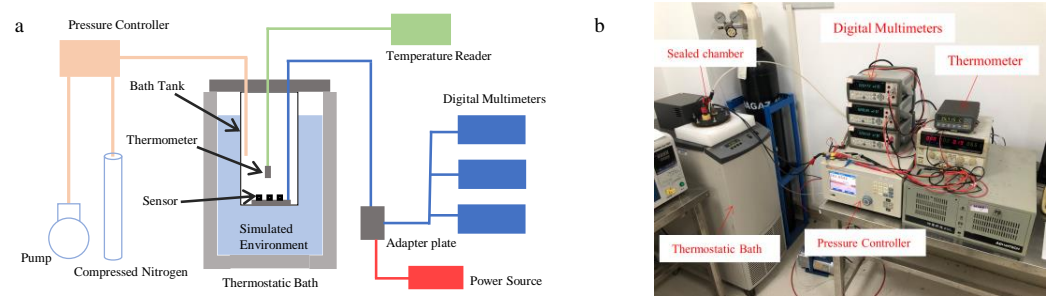 a
Pressure Controller
Temperature Reader
Bath Tank
Digital Multimeters
Thermometer
Sensor
Simulated
Environment
Adapter plate
Pump
Compressed Nitrogen
Thermostatic Bath
Power Source
b
Digital Multimeters
Sealed chamber
Thermometer
Thermostatic Bath
Pressure Controller